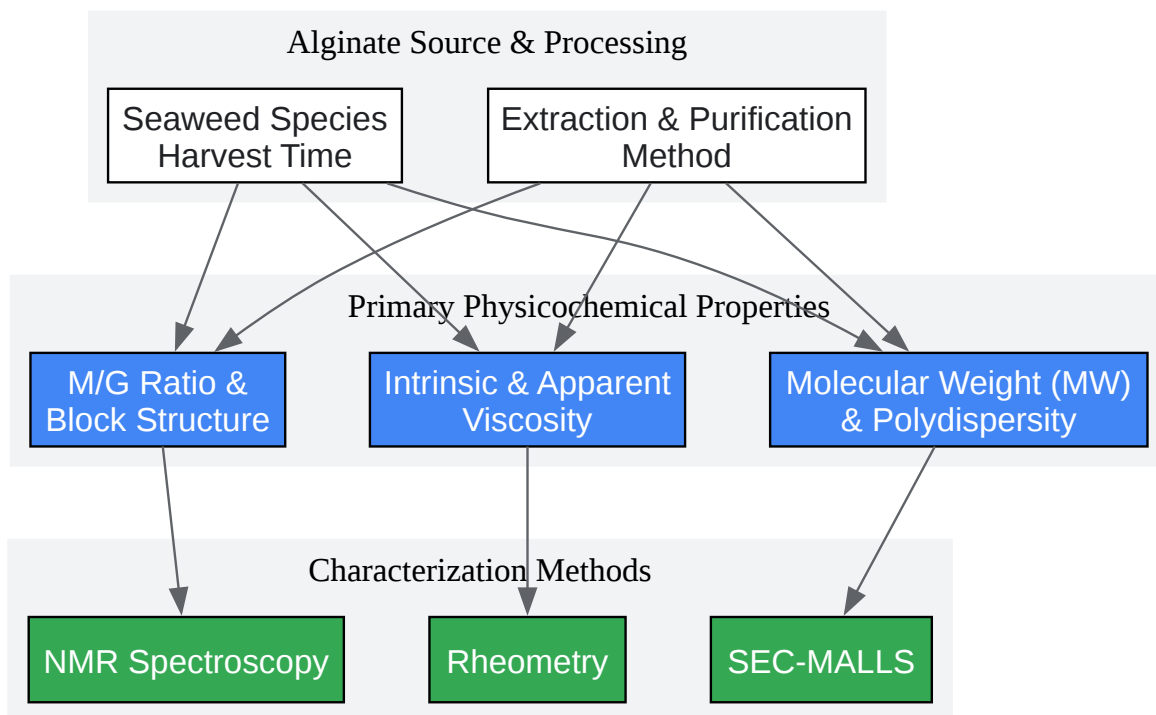 Alginate Source & Processing
Seaweed Species
Harvest Time
Extraction & Purification
Method
Primary Physicochemical Properties
M/G Ratio &
Block Structure
Intrinsic & Apparent
Viscosity
Molecular Weight (MW)
& Polydispersity
Characterization Methods
NMR Spectroscopy
Rheometry
SEC-MALLS